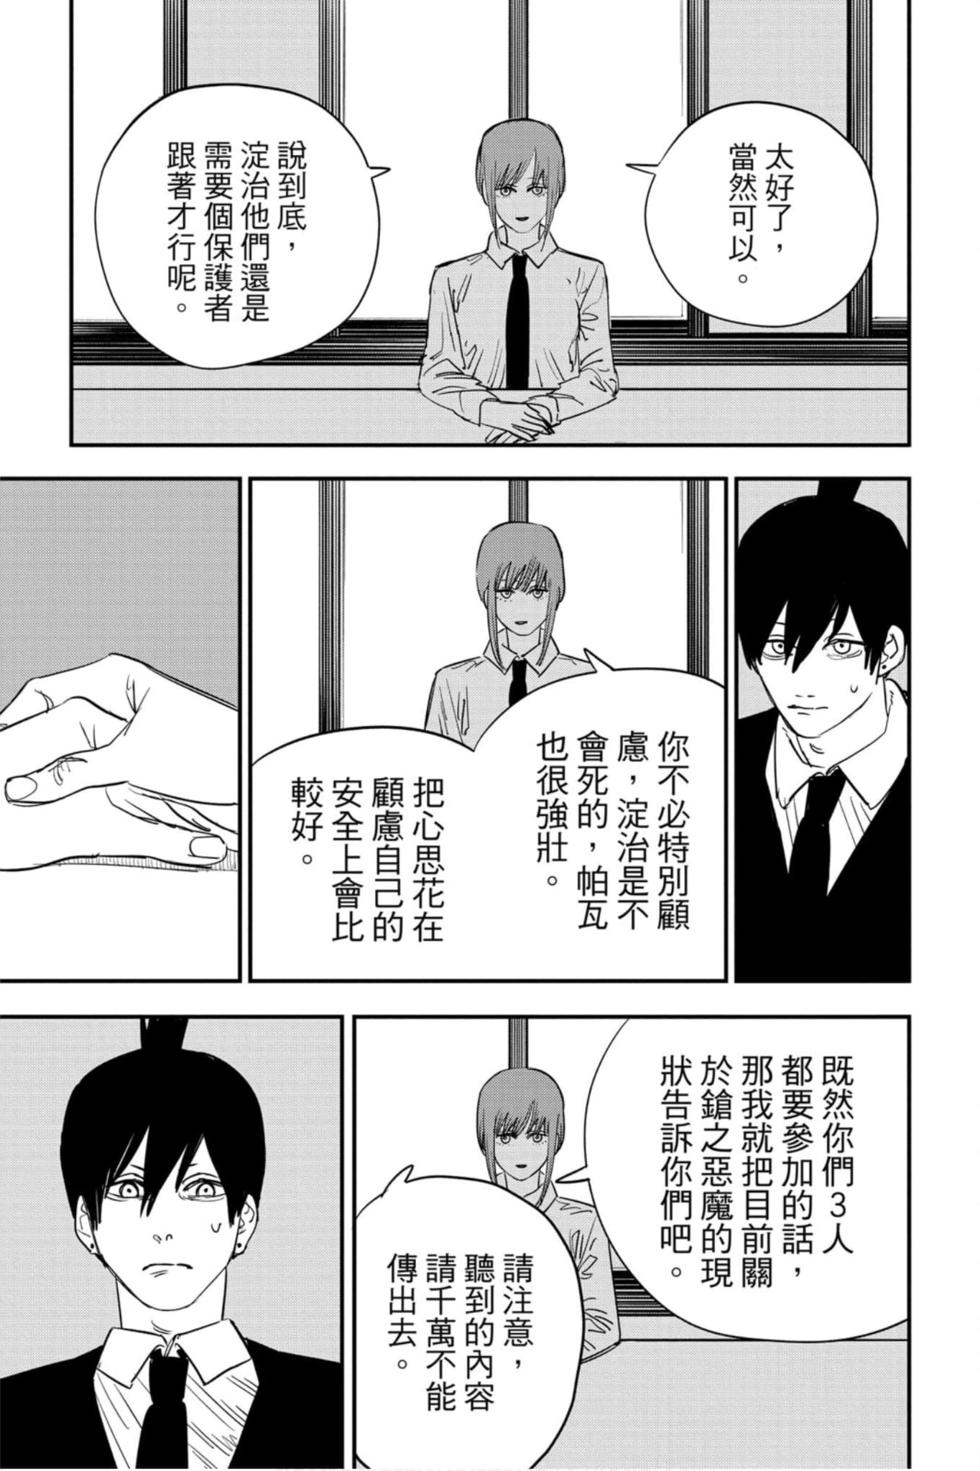 太好了，
當然可以。
說到底，
淀治他們還是
需要個保護者
跟著才行呢。
你不必特別顧
慮，淀治是不
會死的，帕瓦
也很強壯。
把心思花在
顧慮自己的
安全上會比
較好。
既然你們3人
都要參加的話，
那我就把目前關
於鎗之惡魔的現
狀告訴你們吧。
請注意，
聽到的內容
請千萬不能
傳出去。